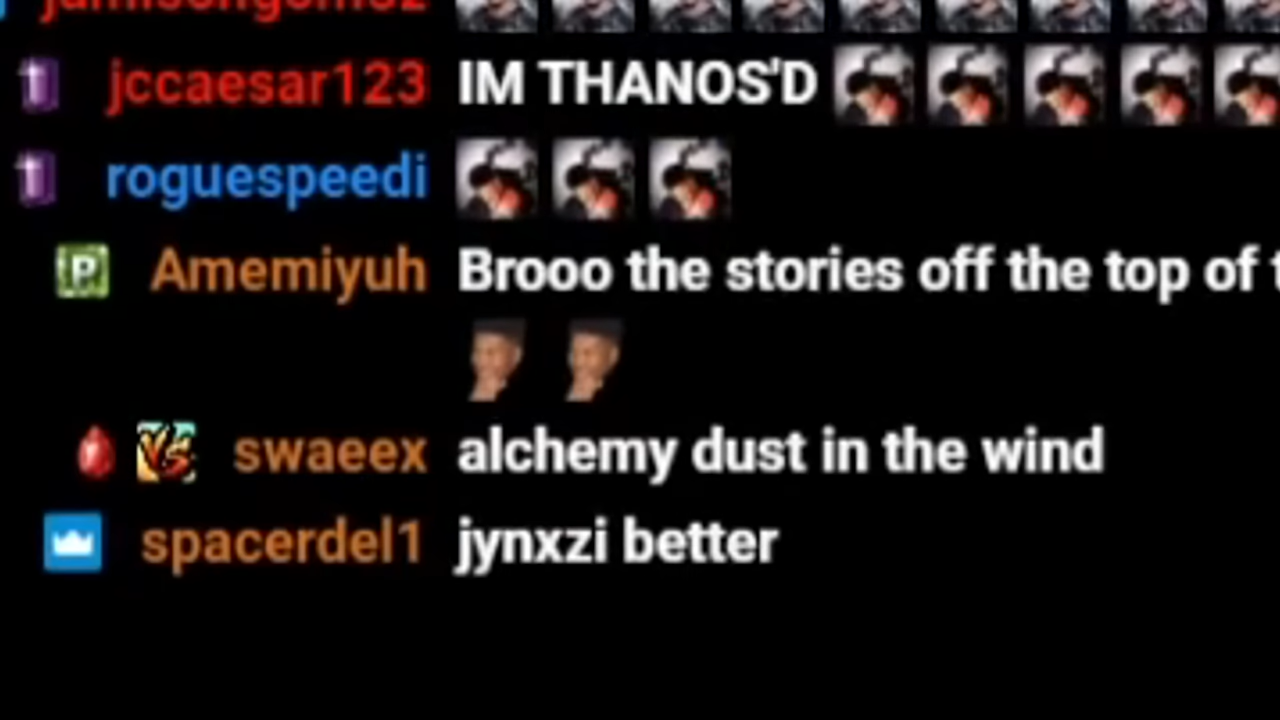 jccaesar123 IM THANOS'D
roguespeedi
P Amemiyuh Brooo the stories off the top of
VS swaeex alchemy dust in the wind
spacerdel1 jynxzi better